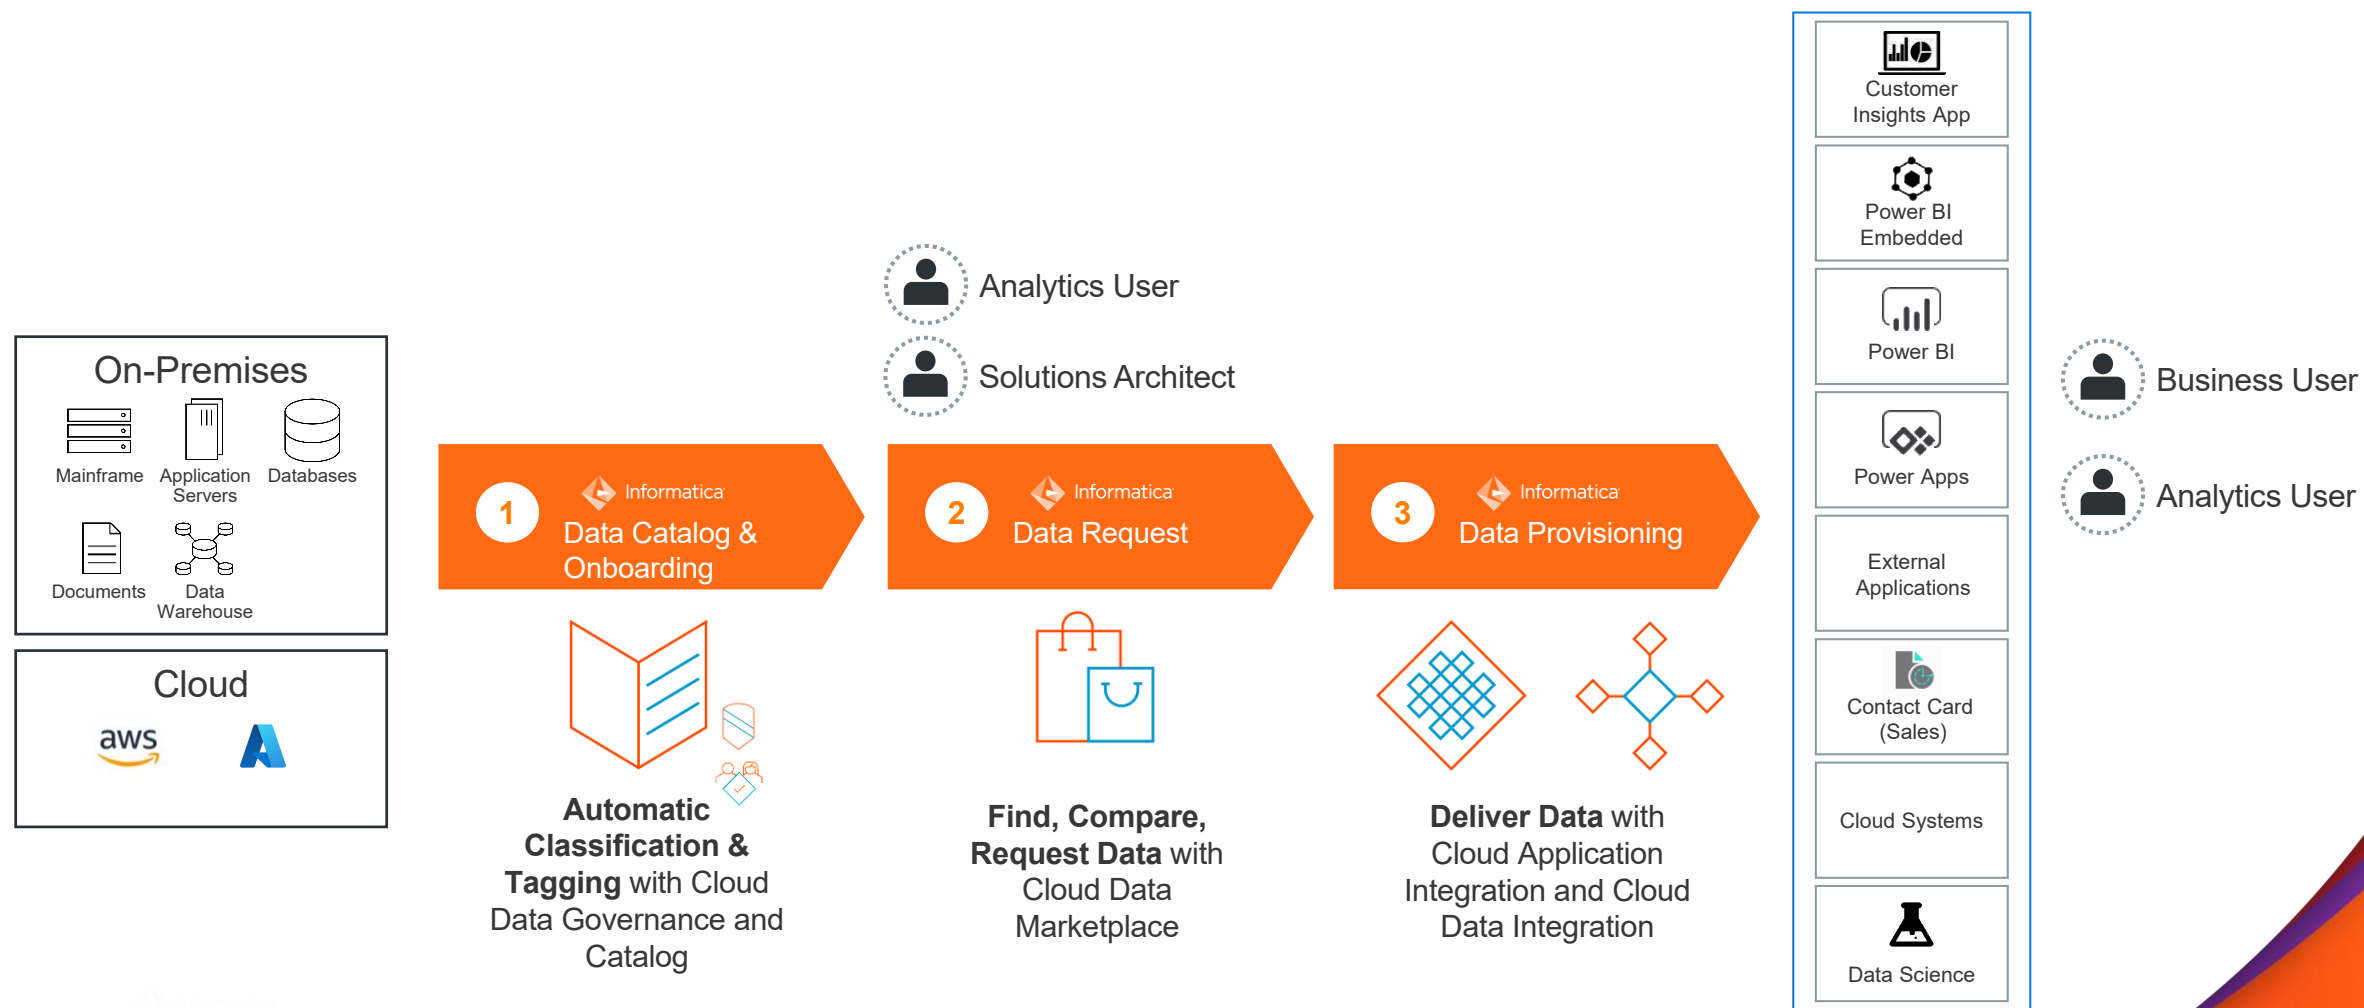 On-Premises
Mainframe
Application
Servers
Databases
Documents
Data
Warehouse
Cloud
aws
1
Informatica
Data Catalog &
Onboarding
Automatic
Classification &
Tagging with Cloud
Data Governance and
Catalog
Analytics User
Solutions Architect
2
Informatica
Data Request
Find, Compare,
Request Data with
Cloud Data
Marketplace
3
Informatica
Data Provisioning
Deliver Data with
Cloud Application
Integration and Cloud
Data Integration
Customer
Insights App
Power BI
Embedded
Power BI
Power Apps
External
Applications
Contact Card
(Sales)
Cloud Systems
Data Science
Business User
Analytics User